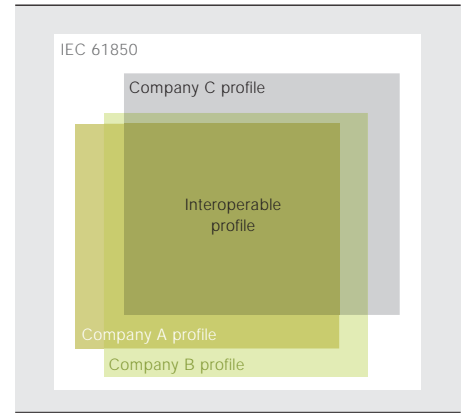 IEC 61850
Company C profile
Interoperable
profile
Company A profile
Company B profile